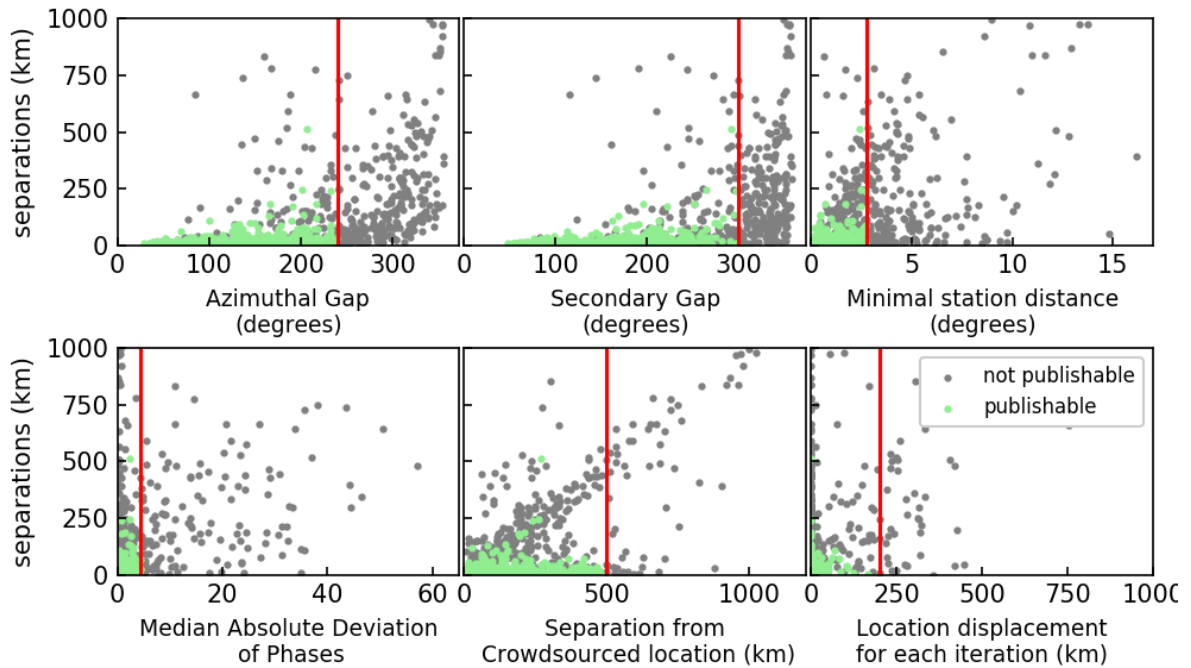 1000
750
500
250
0
separations (km)
0 100 200 300
0 100 200 300
0 5 10 15
Azimuthal Gap
(degrees)
Secondary Gap
(degrees)
Minimal station distance
(degrees)
1000
750
500
250
0
separations (km)
not publishable
publishable
0 20 40 60
0 500 1000
0 250 500 750 1000
Median Absolute Deviation
of Phases
Separation from
Crowdsourced location (km)
Location displacement
for each iteration (km)